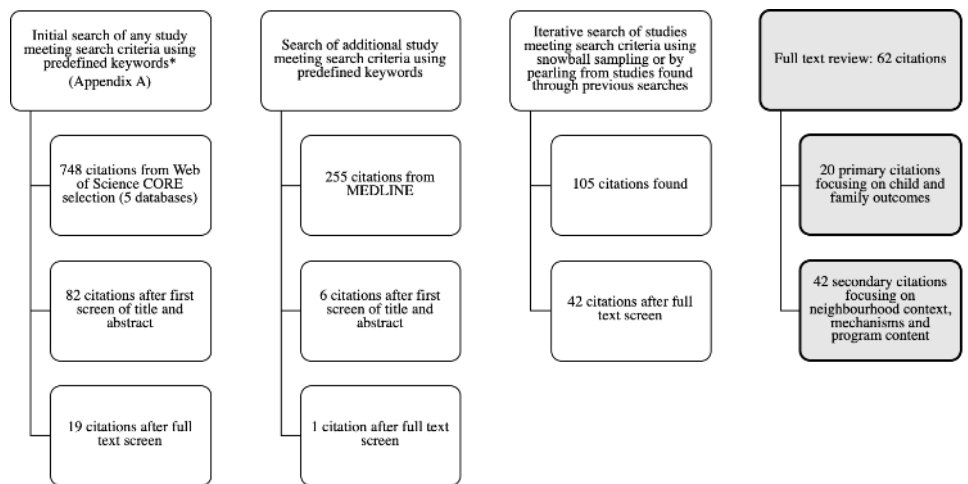 Initial search of any study
meeting search criteria using
predefined keywords*
(Appendix A)
748 citations from Web
of Science CORE
selection (5 databases)
82 citations after first
screen of title and
abstract
19 citations after full
text screen
Search of additional study
meeting search criteria using
predefined keywords
255 citations from
MEDLINE
6 citations after first
screen of title and
abstract
1 citation after full text
screen
Iterative search of studies
meeting search criteria using
snowball sampling or by
pearling from studies found
through previous searches
105 citations found
42 citations after full
text screen
Full text review: 62 citations
20 primary citations
focusing on child and
family outcomes
42 secondary citations
focusing on
neighbourhood context,
mechanisms and
program content